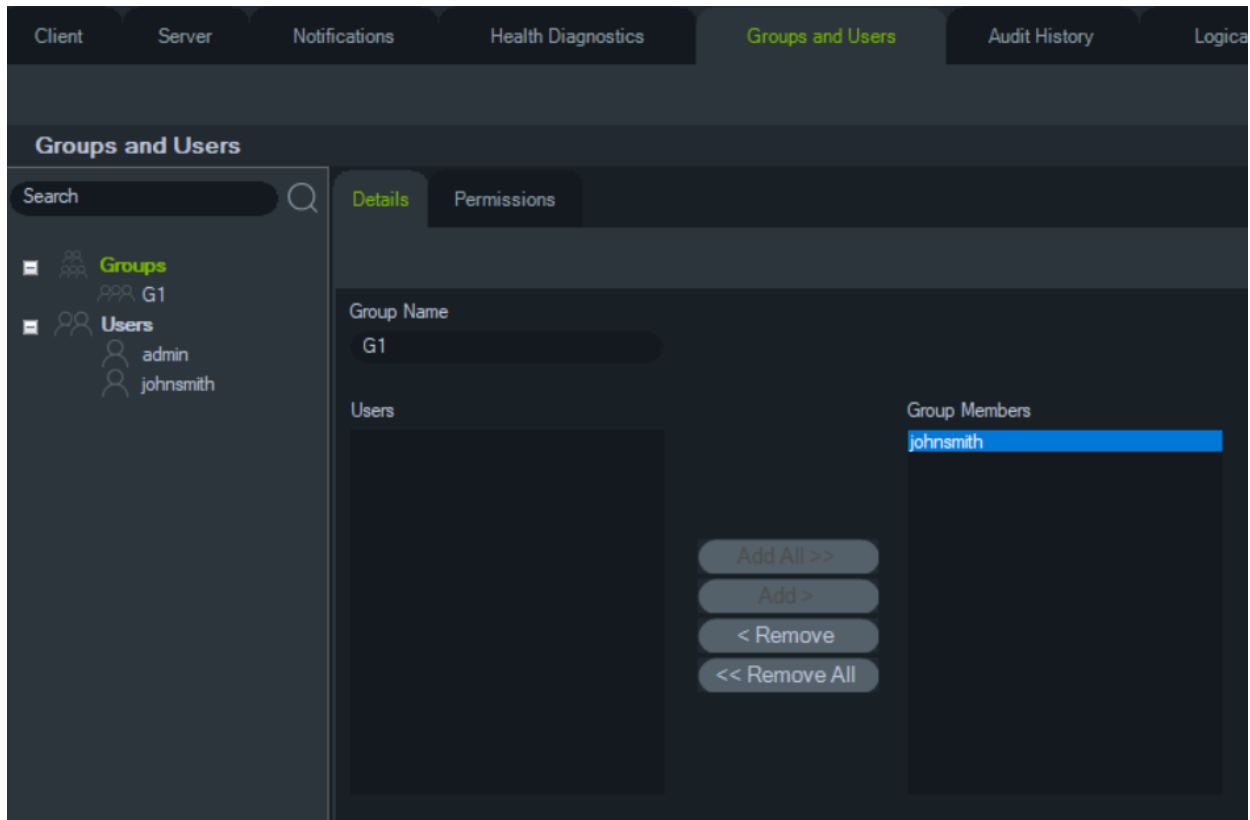 Client Server Notifications Health Diagnostics Groups and Users Audit History Logica
Groups and Users
Search
Details Permissions
Groups
G1
Users
admin
johnsmith
Group Name
G1
Users Group Members
johnsmith
Add All >>
Add >
< Remove
<< Remove All